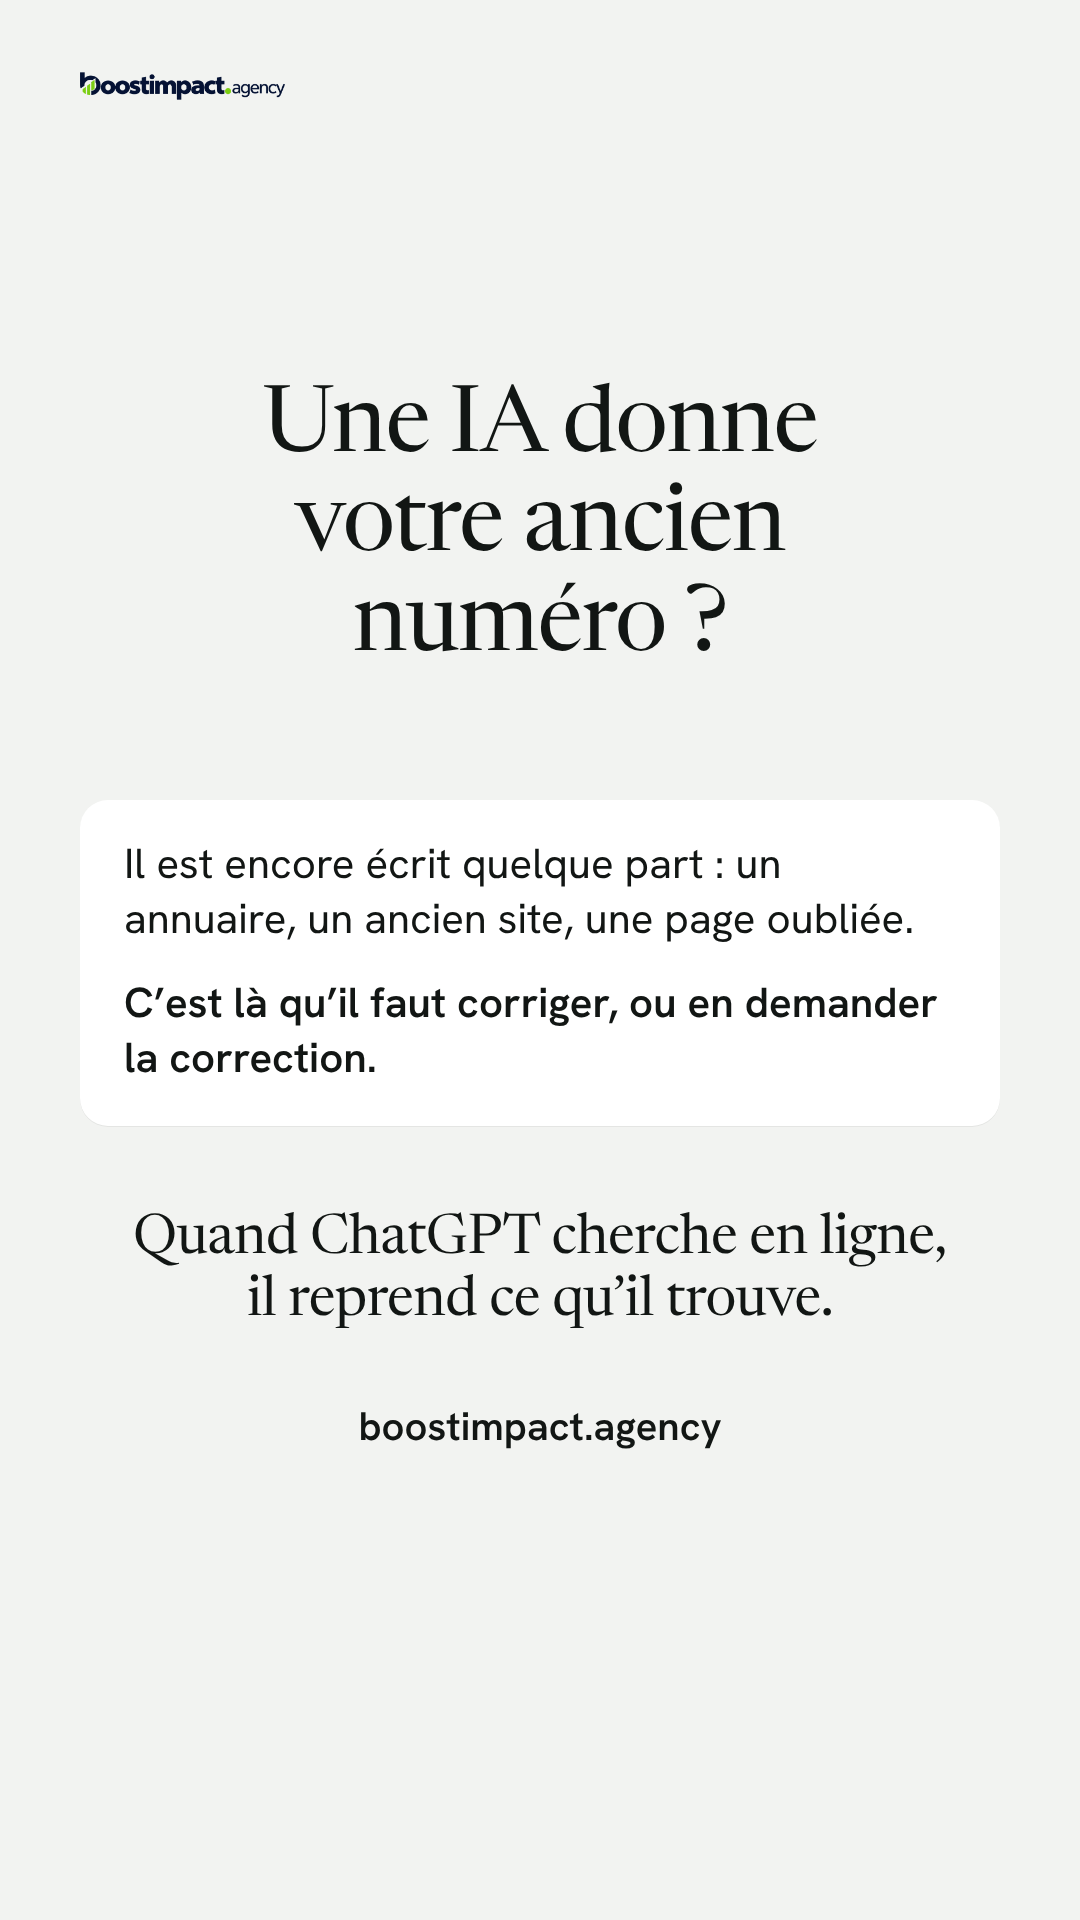 boostimpact.agency
Une IA donne
votre ancien
numéro ?
Il est encore écrit quelque part : un
annuaire, un ancien site, une page oubliée.
C’est là qu’il faut corriger, ou en demander
la correction.
Quand ChatGPT cherche en ligne,
il reprend ce qu’il trouve.
boostimpact.agency